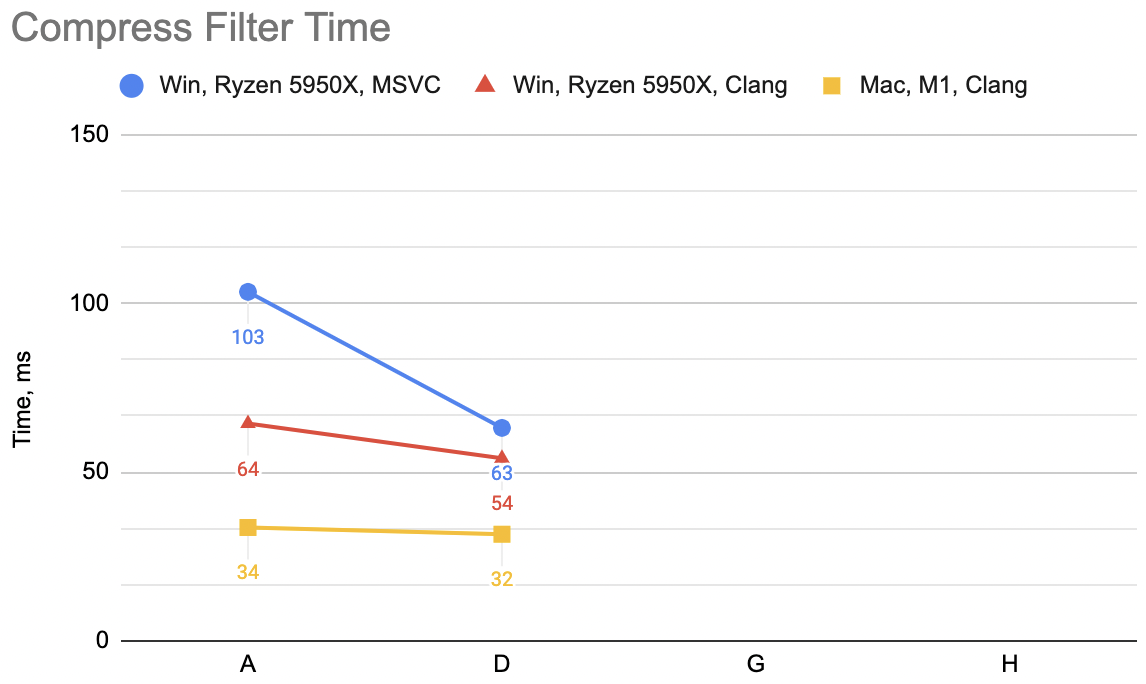 Compress Filter Time
Win, Ryzen 5950X, MSVC Win, Ryzen 5950X, Clang Mac, M1, Clang
150
100
50
0
Time, ms
103
64
34
63
54
32
A D G H